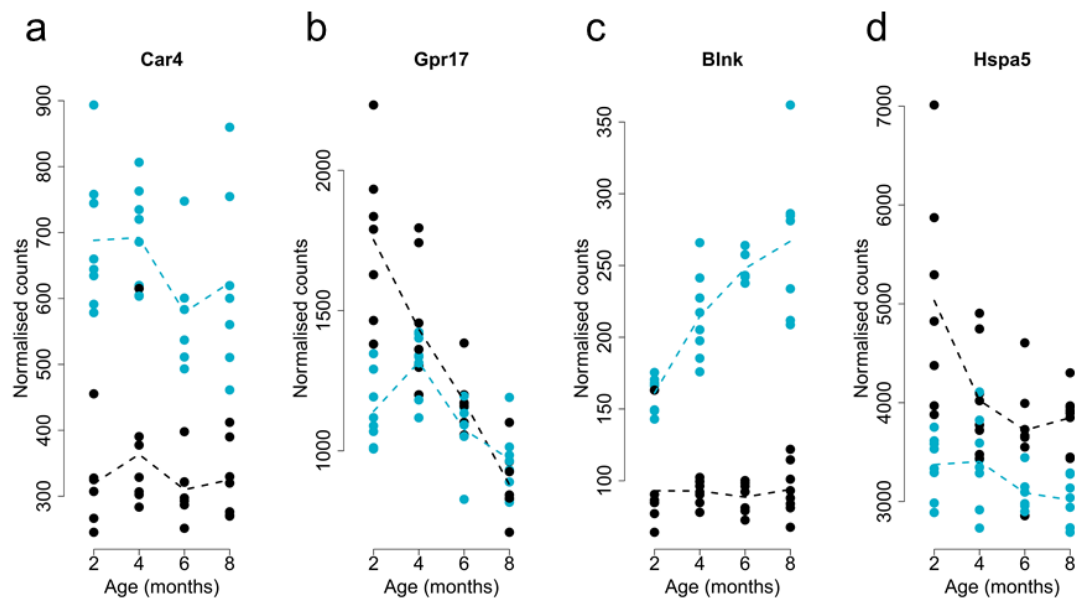 a
Car4
Normalised counts
300 400 500 600 700 800 900
2 4 6 8
Age (months)
b
Gpr17
Normalised counts
1000 1500 2000
2 4 6 8
Age (months)
c
Blnk
Normalised counts
100 150 200 250 300 350
2 4 6 8
Age (months)
d
Hspa5
Normalised counts
3000 4000 5000 6000 7000
2 4 6 8
Age (months)